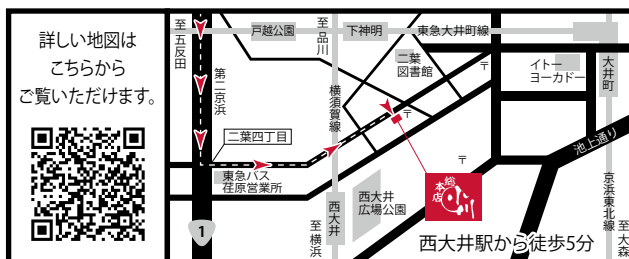 詳しい地図は
こちらから
ご覧いただけます。
至五反田
戸越公園
至品川
下神明
東急大井町線
第二京浜
横須賀線
二葉
図書館
〒
イトー
ヨーカドー
大井町
〒
二葉四丁目
池上通り
東急バス
荏原営業所
〒
総本店
小川
西大井
広場公園
西大井
京浜東北線
1
至横浜
西大井駅から徒歩5分
至大森